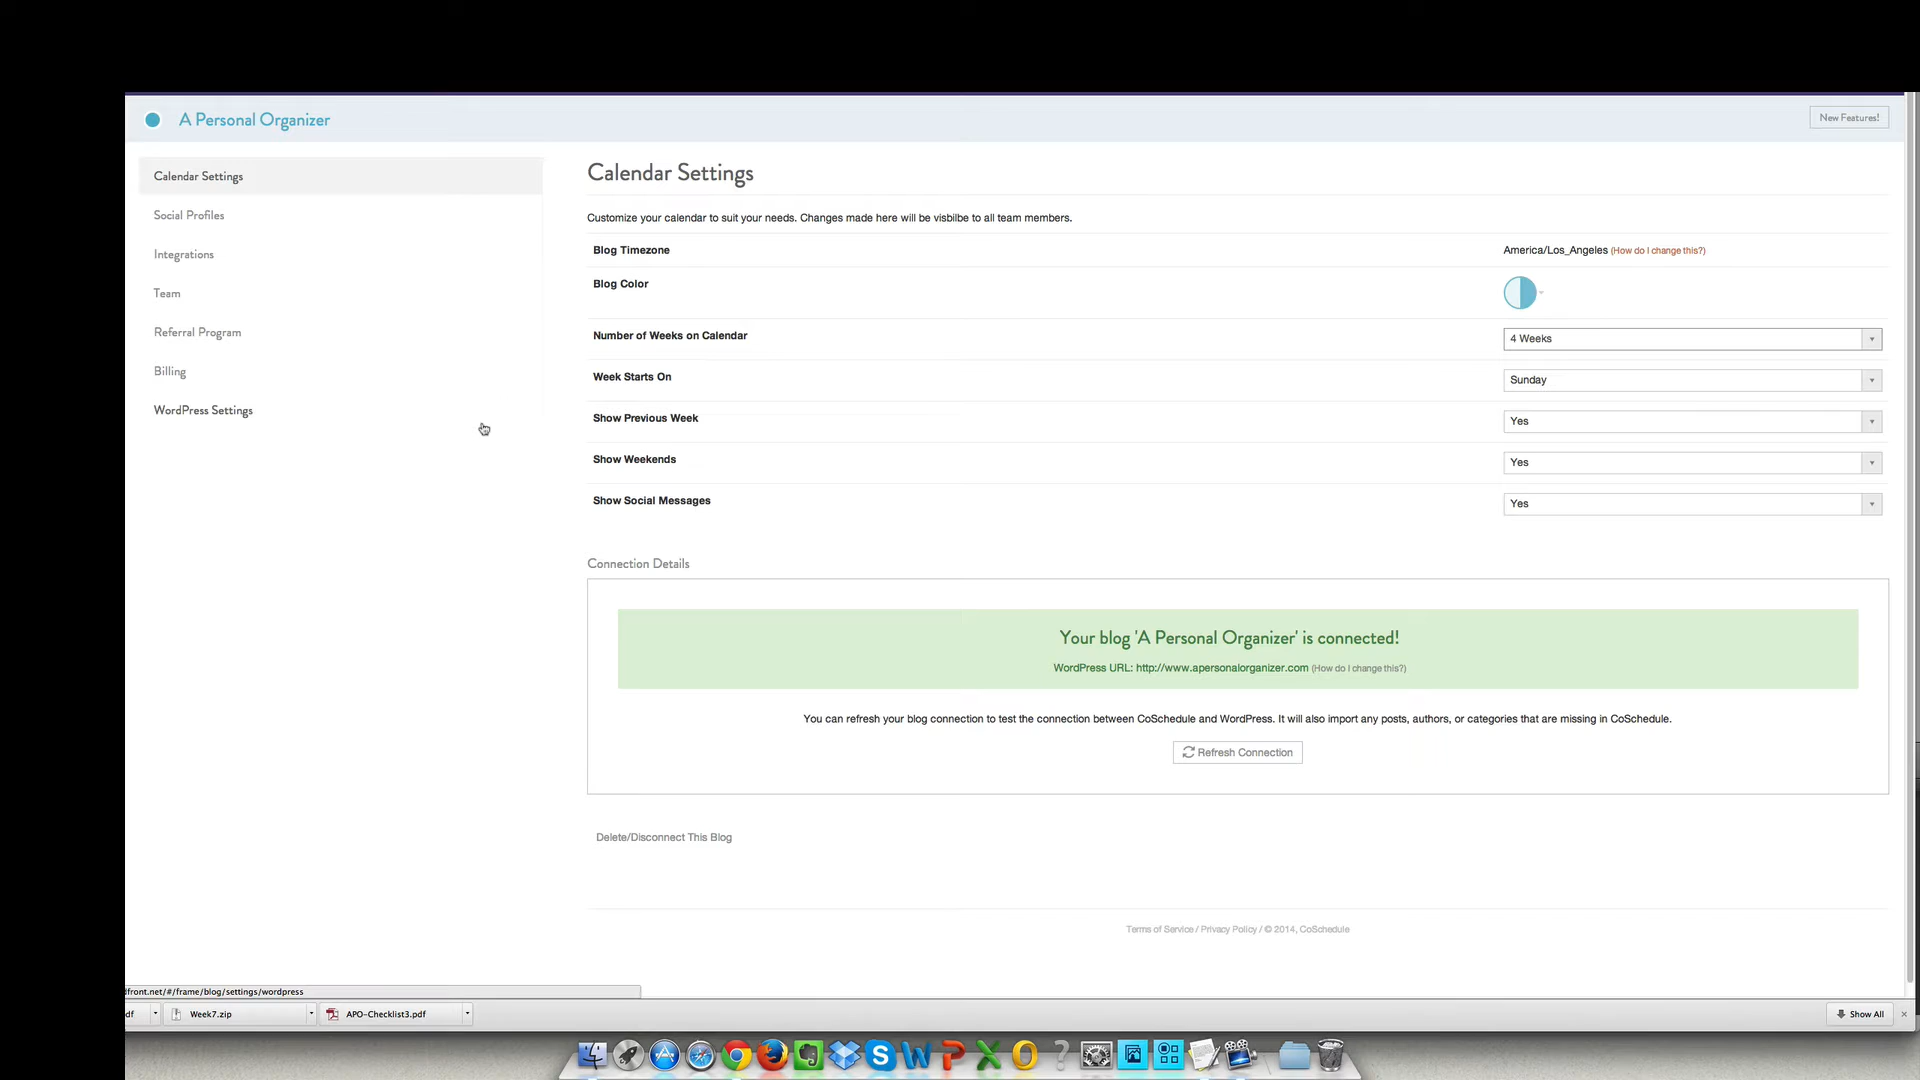 A Personal Organizer
New Features!
Calendar Settings
Social Profiles
Integrations
Team
Referral Program
Billing
WordPress Settings
Calendar Settings
Customize your calendar to suit your needs. Changes made here will be visbilbe to all team members.
Blog Timezone
America/Los_Angeles (How do I change this?)
Blog Color
Number of Weeks on Calendar
4 Weeks
Week Starts On
Sunday
Show Previous Week
Yes
Show Weekends
Yes
Show Social Messages
Yes
Connection Details
Your blog 'A Personal Organizer' is connected!
WordPress URL: http://www.apersonalorganizer.com (How do I change this?)
You can refresh your blog connection to test the connection between CoSchedule and WordPress. It will also import any posts, authors, or categories that are missing in CoSchedule.
Refresh Connection
Delete/Disconnect This Blog
Terms of Service / Privacy Policy / © 2014, CoSchedule
dfront.net/#/frame/blog/settings/wordpress
df
Week7.zip
APO-Checklist3.pdf
Show All